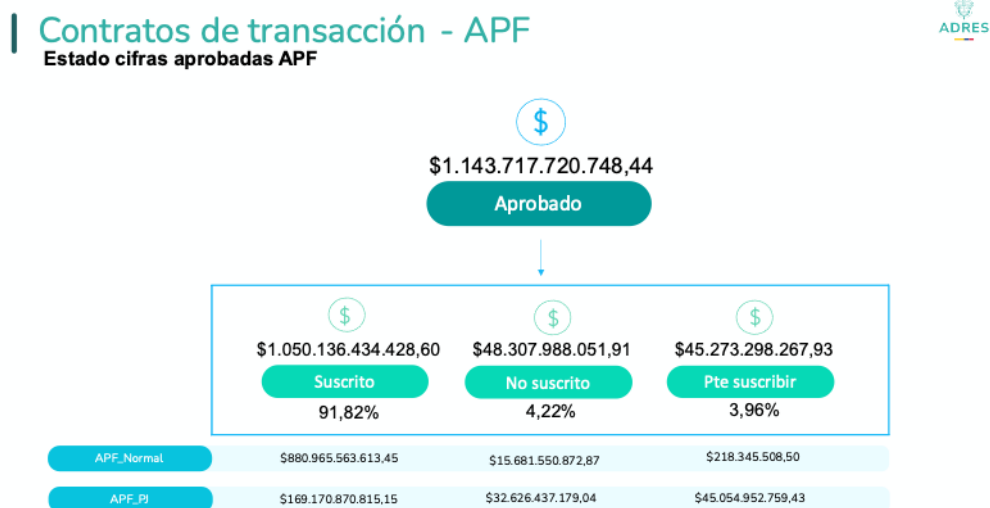 Contratos de transacción - APF
ADRES
Estado cifras aprobadas APF
$
$1.143.717.720.748,44
Aprobado
$ $ $
$1.050.136.434.428,60 $48.307.988.051,91 $45.273.298.267,93
Suscrito No suscrito Pte suscribir
91,82% 4,22% 3,96%
APF_Normal $880.965.563.613,45 $15.681.550.872,87 $218.345.508,50
APF_PJ $169.170.870.815,15 $32.626.437.179,04 $45.054.952.759,43